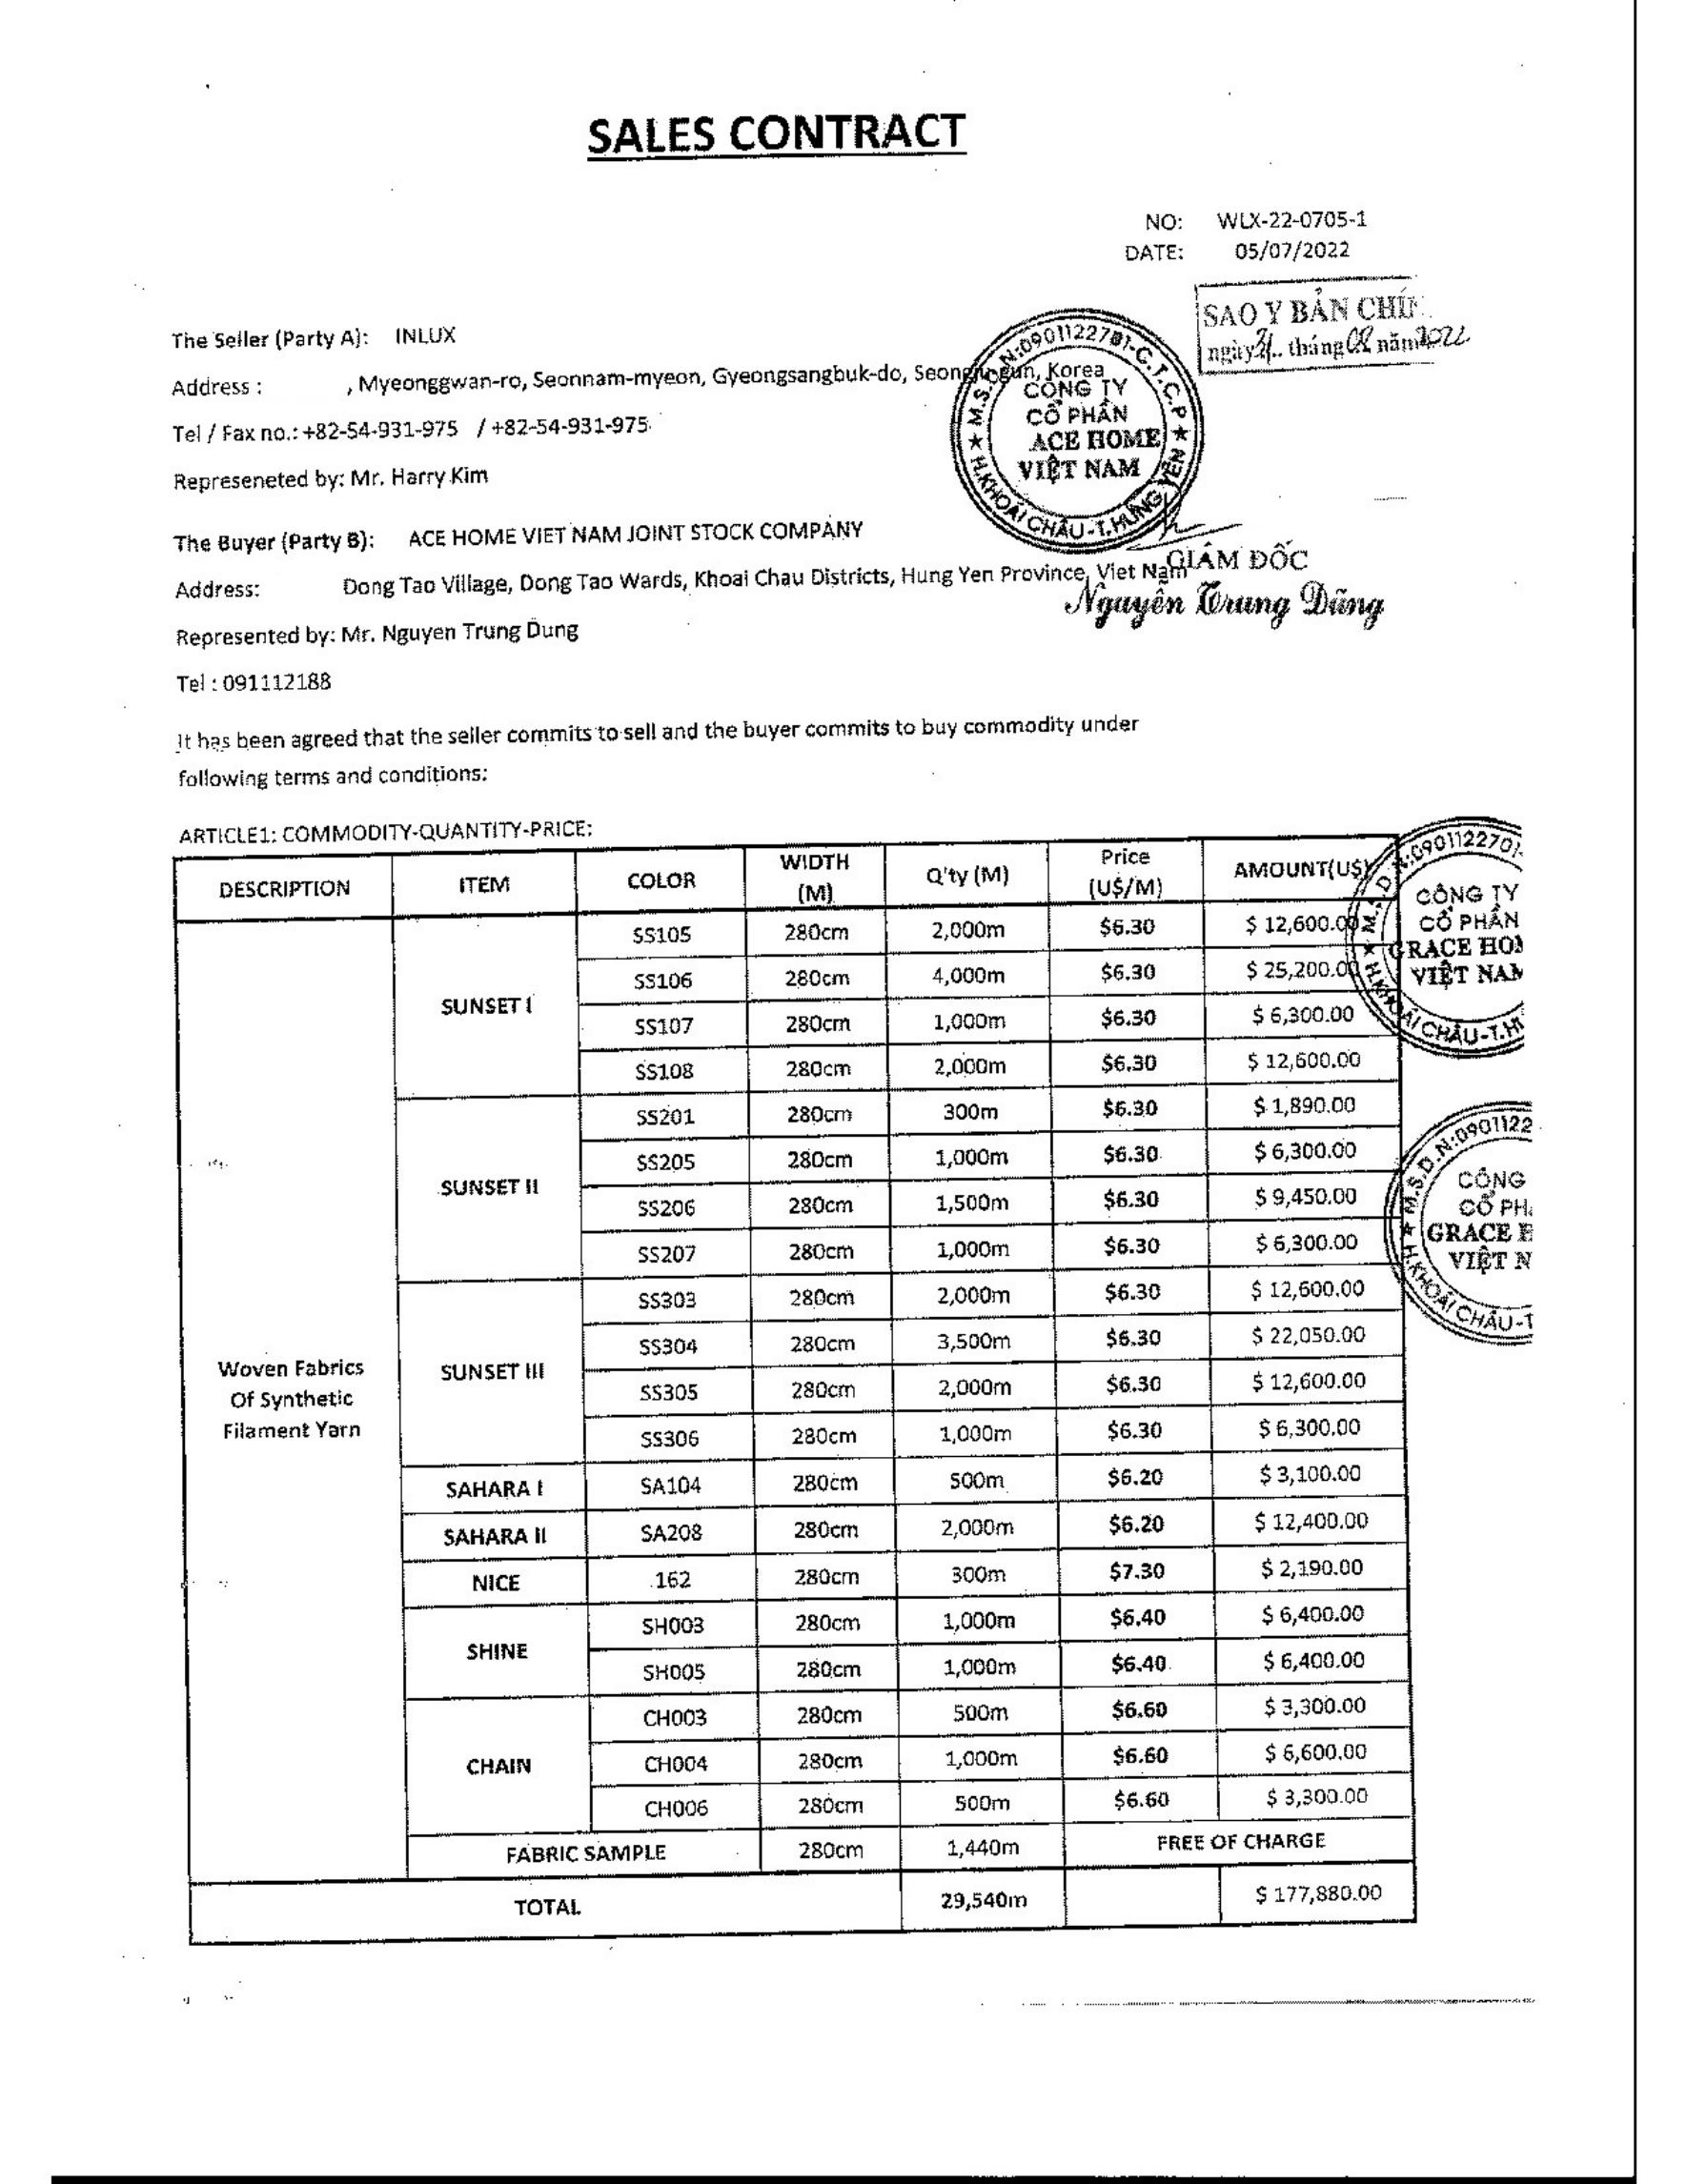 SALES CONTRACT
NO: WLX-22-0705-1
DATE: 05/07/2022
SAO Y BẢN CHÍ
ngày 21.. tháng 02 năm 2022
The Seller (Party A): INLUX
Address : , Myeonggwan-ro, Seonnam-myeon, Gyeongsangbuk-do, Seongju-gun, Korea
Tel / Fax no.: +82-54-931-975 / +82-54-931-975
Represeneted by: Mr. Harry Kim
M.S.D.N:0901122701-C.T.C.P
CÔNG TY
CỔ PHẦN
ACE HOME
VIỆT NAM
H.KHOÁI CHÂU-T.HƯNG YÊN
The Buyer (Party B): ACE HOME VIET NAM JOINT STOCK COMPANY
Address: Dong Tao Village, Dong Tao Wards, Khoai Chau Districts, Hung Yen Province, Viet Nam
GIÁM ĐỐC
Nguyễn Trung Dũng
Represented by: Mr. Nguyen Trung Dung
Tel : 091112188
It has been agreed that the seller commits to sell and the buyer commits to buy commodity under
following terms and conditions:
ARTICLE1: COMMODITY-QUANTITY-PRICE:
DESCRIPTION ITEM COLOR WIDTH (M) Q'ty (M) Price (U$/M) AMOUNT(U$)
Woven Fabrics
Of Synthetic
Filament Yarn
SUNSET I
SS105 280cm 2,000m $6.30 $ 12,600.00
SS106 280cm 4,000m $6.30 $ 25,200.00
SS107 280cm 1,000m $6.30 $ 6,300.00
SS108 280cm 2,000m $6.30 $ 12,600.00
SUNSET II
SS201 280cm 300m $6.30 $ 1,890.00
SS205 280cm 1,000m $6.30 $ 6,300.00
SS206 280cm 1,500m $6.30 $ 9,450.00
SS207 280cm 1,000m $6.30 $ 6,300.00
SUNSET III
SS303 280cm 2,000m $6.30 $ 12,600.00
SS304 280cm 3,500m $6.30 $ 22,050.00
SS305 280cm 2,000m $6.30 $ 12,600.00
SS306 280cm 1,000m $6.30 $ 6,300.00
SAHARA I SA104 280cm 500m $6.20 $ 3,100.00
SAHARA II SA208 280cm 2,000m $6.20 $ 12,400.00
NICE 162 280cm 300m $7.30 $ 2,190.00
SHINE
SH003 280cm 1,000m $6.40 $ 6,400.00
SH005 280cm 1,000m $6.40 $ 6,400.00
CHAIN
CH003 280cm 500m $6.60 $ 3,300.00
CH004 280cm 1,000m $6.60 $ 6,600.00
CH006 280cm 500m $6.60 $ 3,300.00
FABRIC SAMPLE 280cm 1,440m FREE OF CHARGE
TOTAL 29,540m $ 177,880.00
M.S.D.N:0901122701-
CÔNG TY
CỔ PHẦN
GRACE HO
VIỆT NAM
H.KHOÁI CHÂU-T.H
M.S.D.N:0901122
CÔNG
CỔ PH
GRACE
VIỆT N
H.KHOÁI CHÂU-T